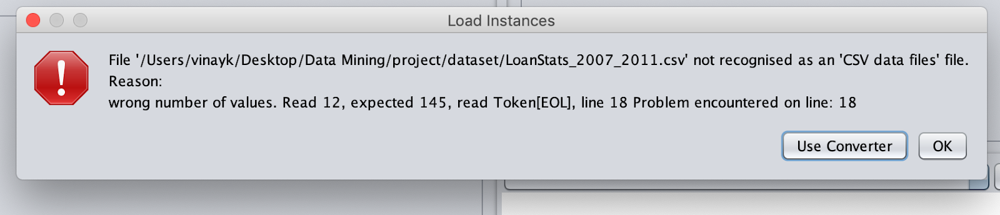 Load Instances
File '/Users/vinayk/Desktop/Data Mining/project/dataset/LoanStats_2007_2011.csv' not recognised as an 'CSV data files' file.
Reason:
wrong number of values. Read 12, expected 145, read Token[EOL], line 18 Problem encountered on line: 18
Use Converter
OK